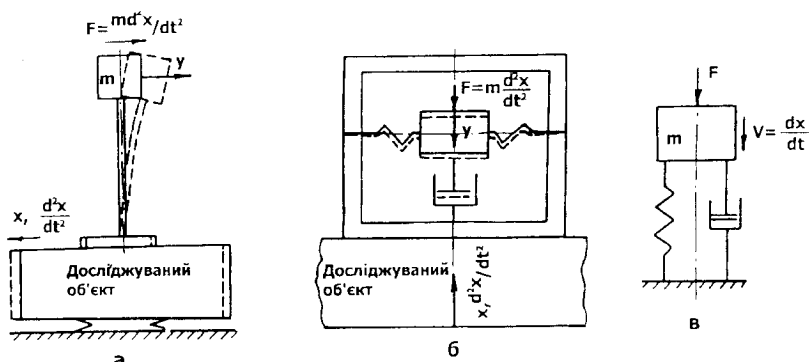 F= md²x/dt²
m
y
x, d²x/dt²
Досліджуваний
об'єкт
а
F=m d²x/dt²
y
Досліджуваний
об'єкт
x, d²x/dt²
б
F
m
V= dx/dt
в